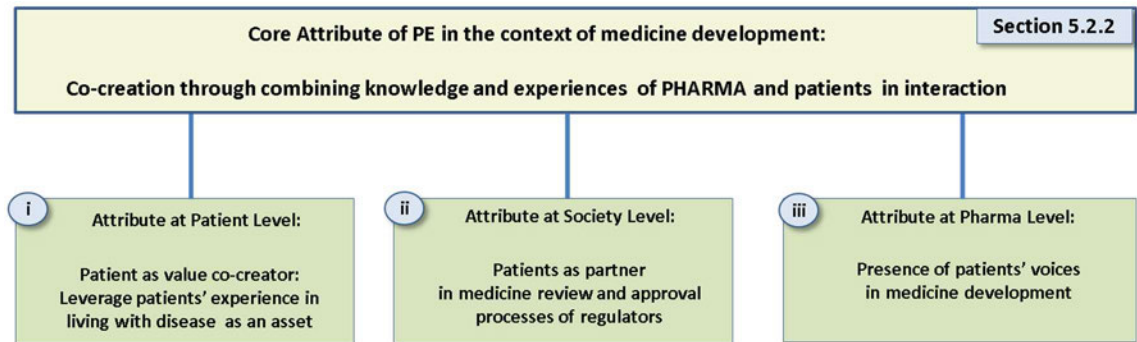 Core Attribute of PE in the context of medicine development:
Section 5.2.2
Co-creation through combining knowledge and experiences of PHARMA and patients in interaction
i
Attribute at Patient Level:
Patient as value co-creator:
Leverage patients' experience in
living with disease as an asset
ii
Attribute at Society Level:
Patients as partner
in medicine review and approval
processes of regulators
iii
Attribute at Pharma Level:
Presence of patients' voices
in medicine development